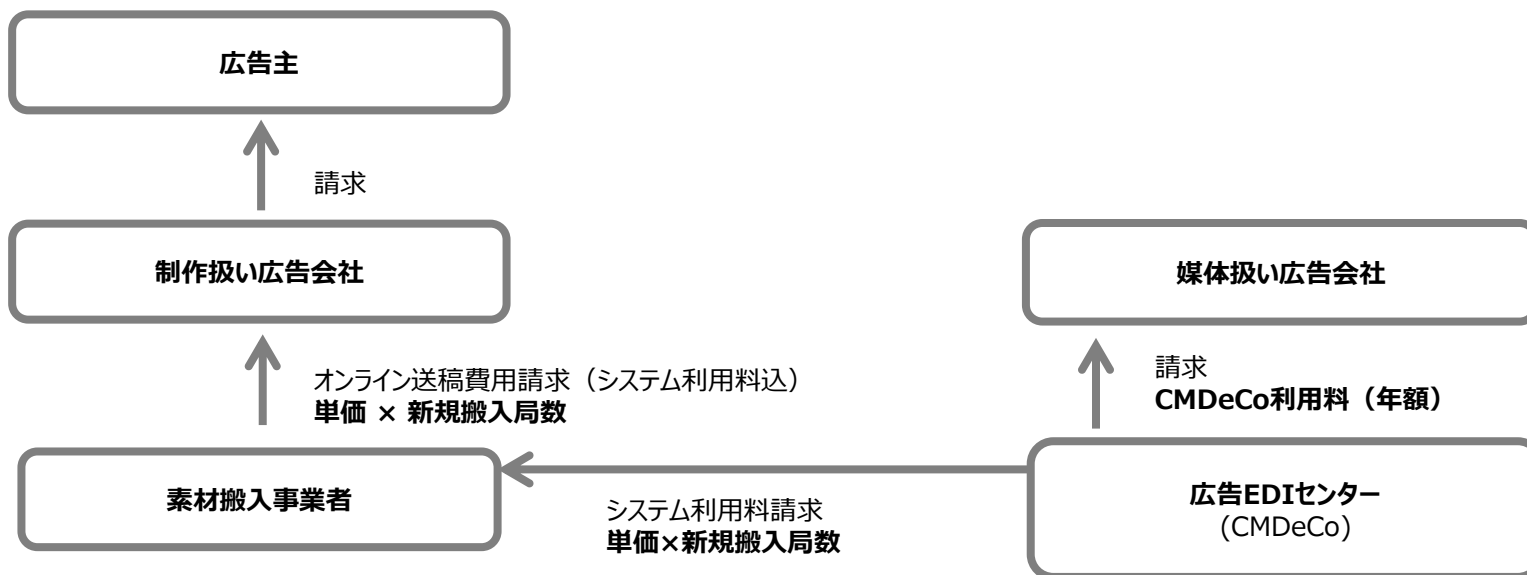 広告主
請求
制作扱い広告会社
媒体扱い広告会社
オンライン送稿費用請求（システム利用料込）
単価 × 新規搬入局数
請求
CMDeCo利用料（年額）
素材搬入事業者
システム利用料請求
単価×新規搬入局数
広告EDIセンター
(CMDeCo)